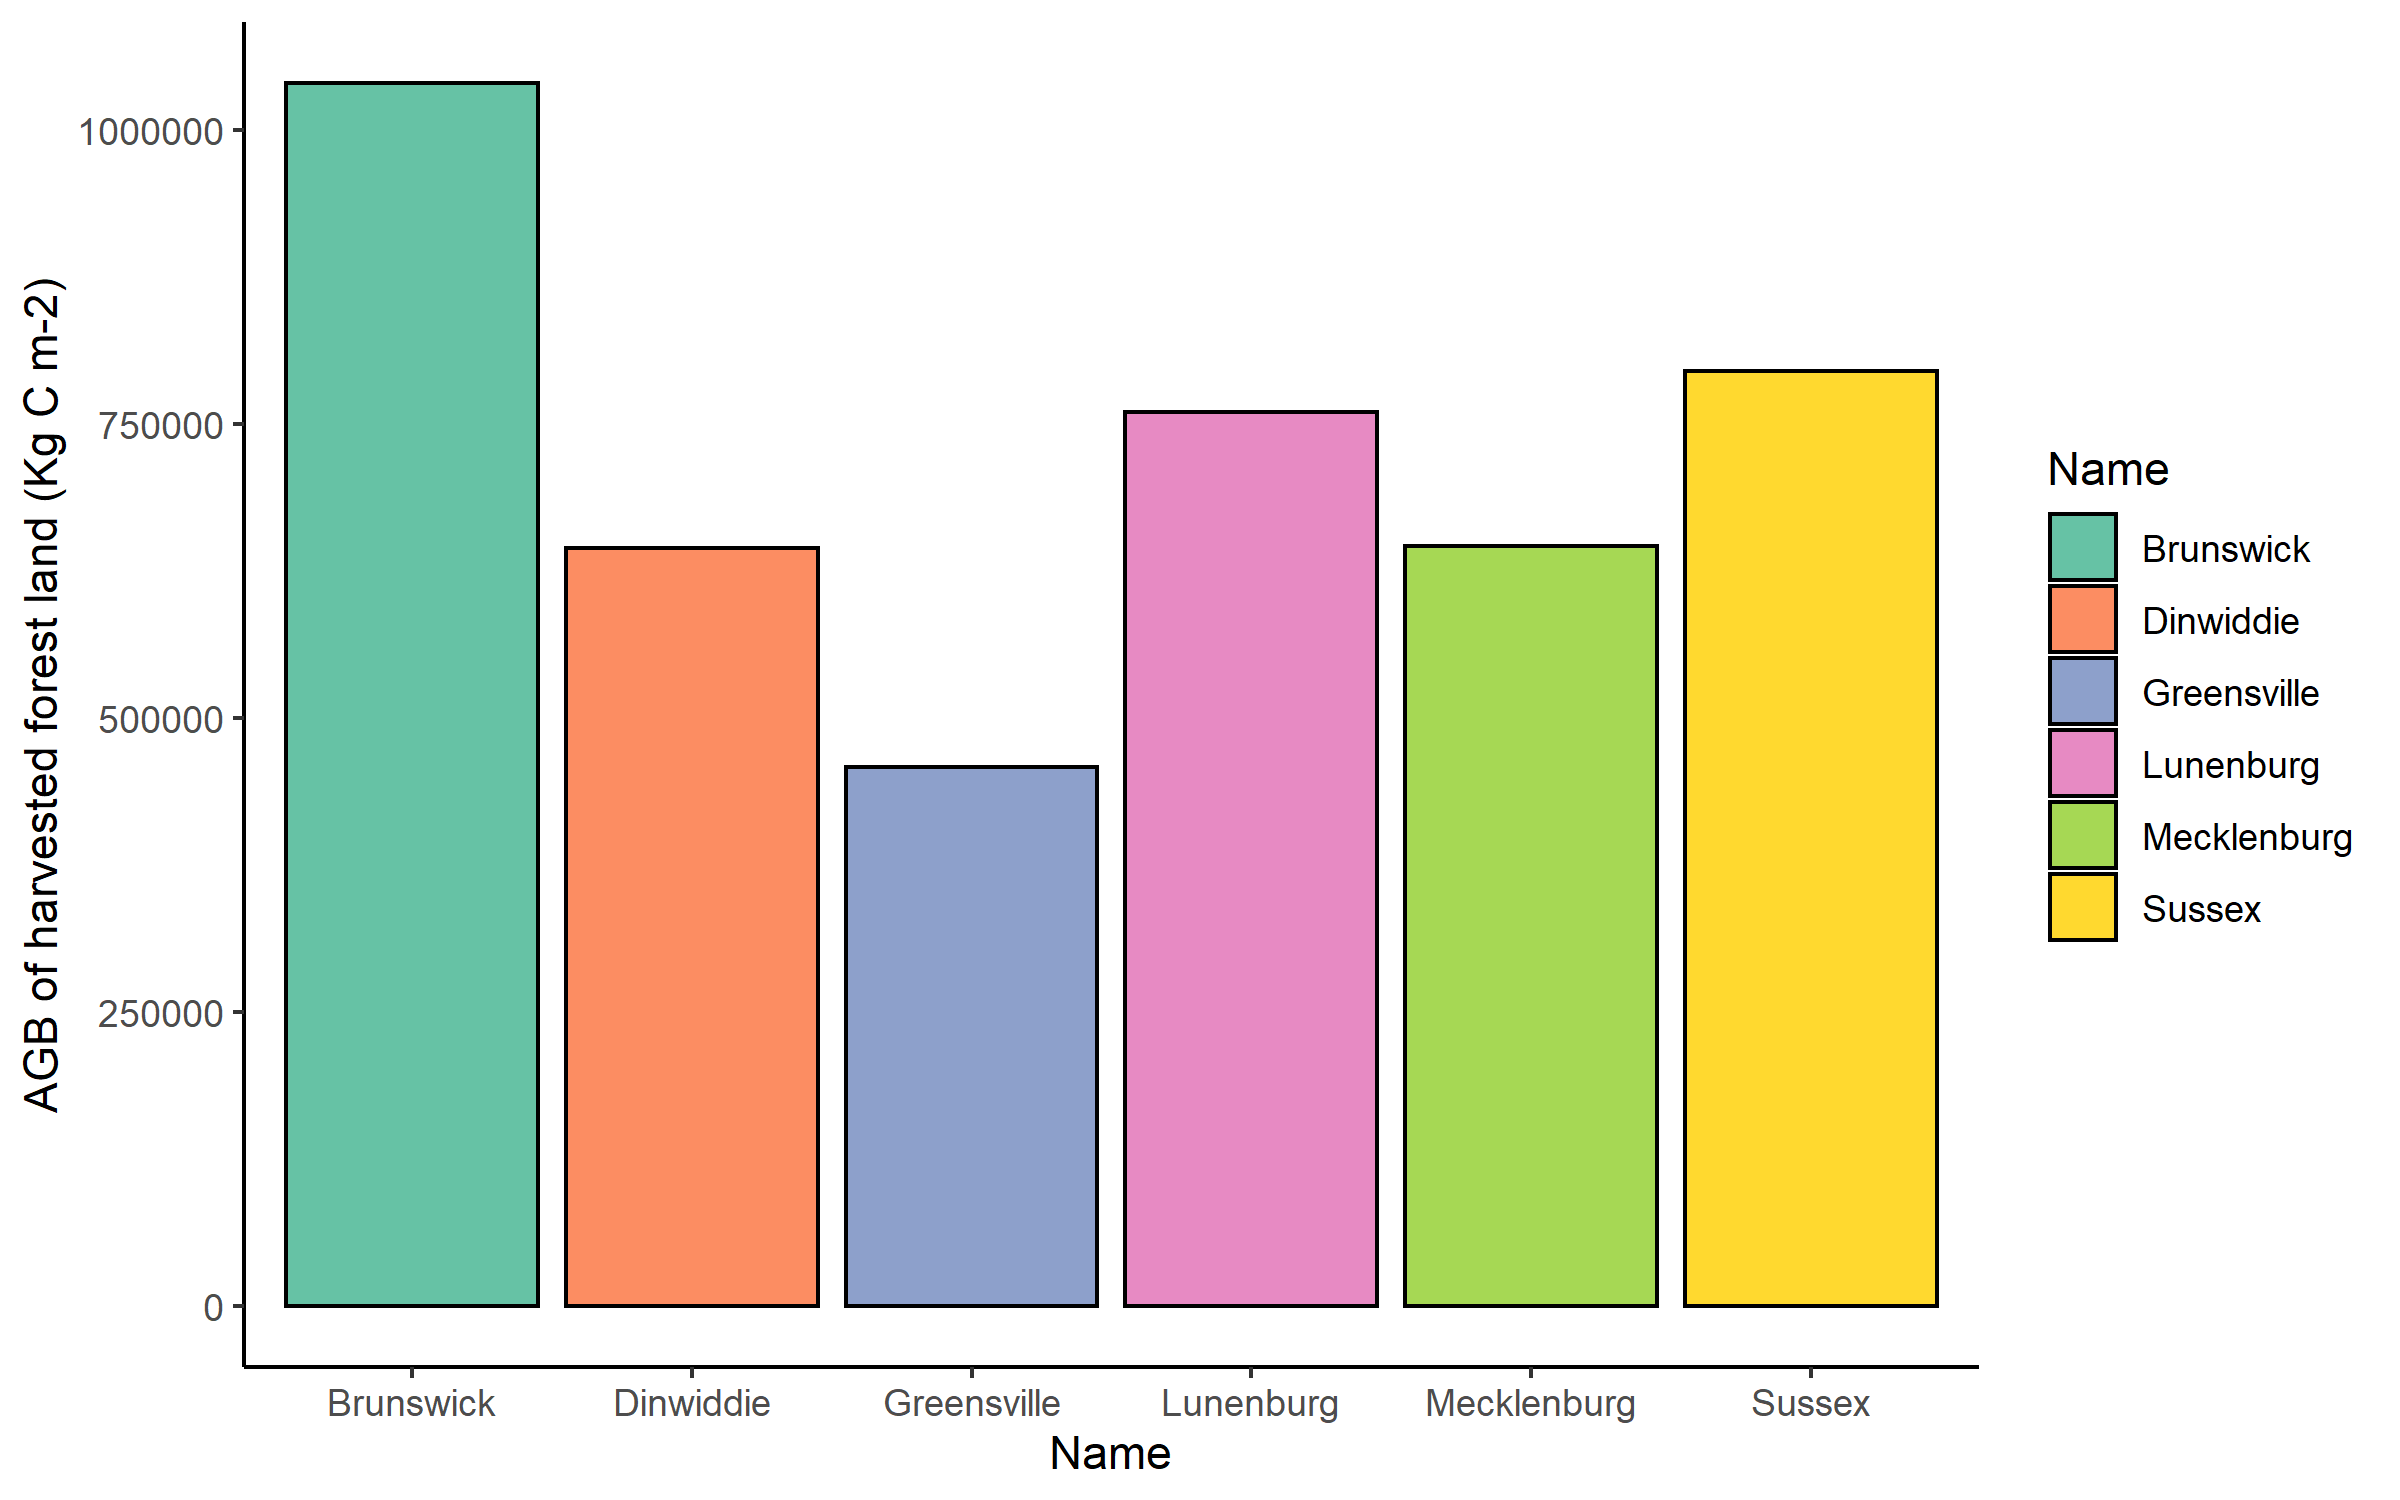 AGB of harvested forest land (Kg C m-2)
1000000
750000
500000
250000
0
Brunswick
Dinwiddie
Greensville
Lunenburg
Mecklenburg
Sussex
Name
Name
Brunswick
Dinwiddie
Greensville
Lunenburg
Mecklenburg
Sussex